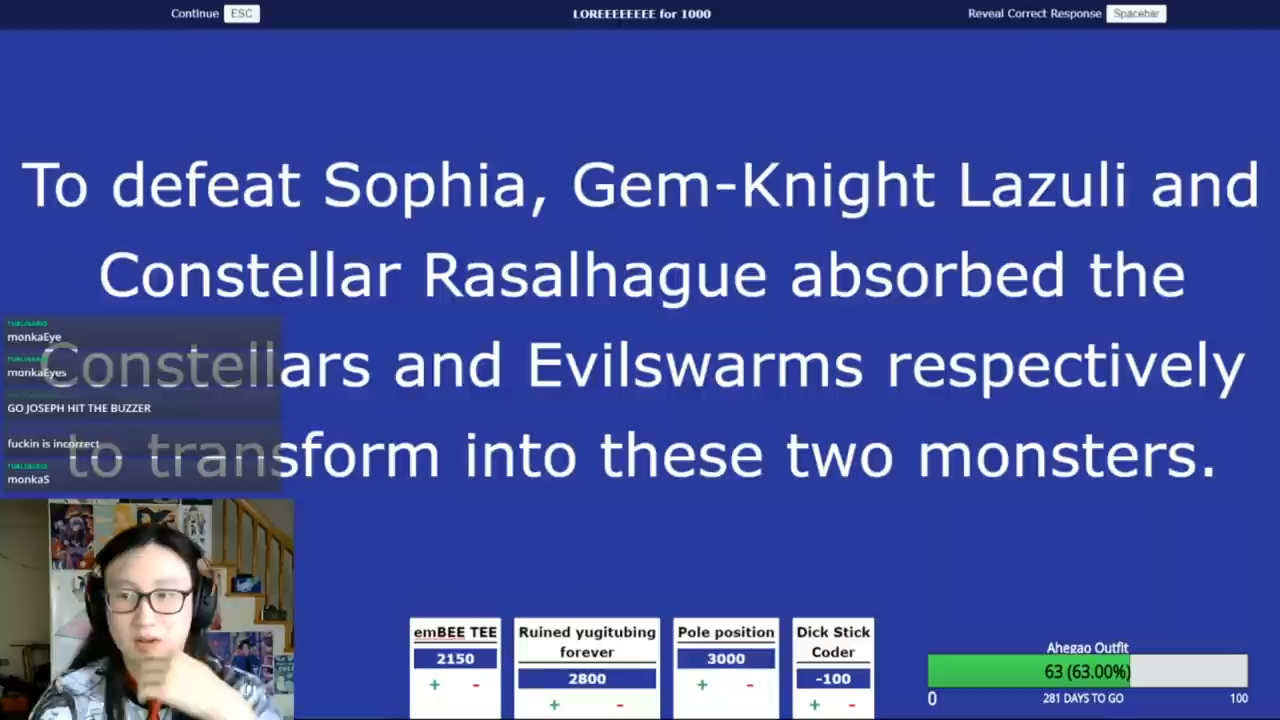 Continue ESC
LOREEEEEEEE for 1000
Reveal Correct Response Spacebar
To defeat Sophia, Gem-Knight Lazuli and
Constellar Rasalhague absorbed the
Constellars and Evilswarms respectively
to transform into these two monsters.
monkaEye
monkaEyes
GO JOSEPH HIT THE BUZZER
fuckin is incorrect
monkaS
emBEE TEE
2150
+ -
Ruined yugitubing
forever
2800
+ -
Pole position
3000
+ -
Dick Stick
Coder
-100
+ -
Ahegao Outfit
63 (63.00%)
0 281 DAYS TO GO 100